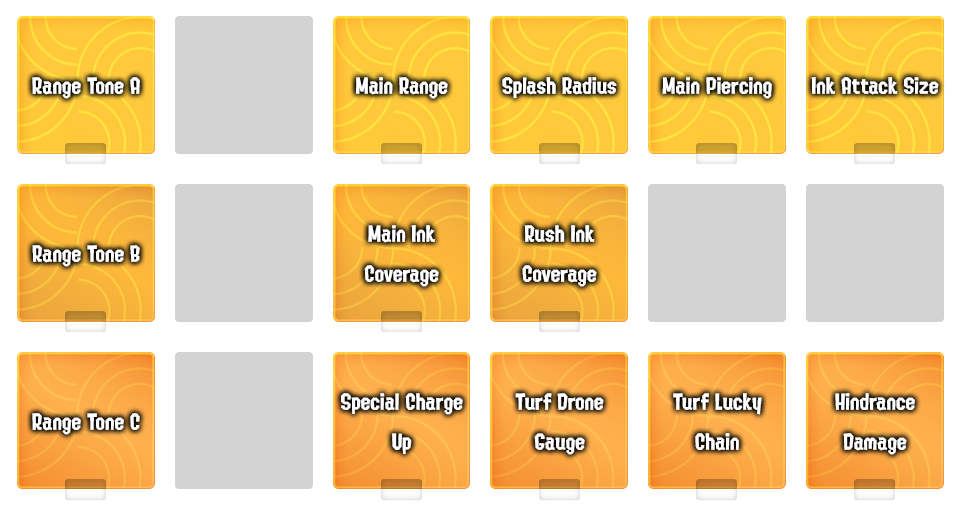 Range Tone A
Main Range
Splash Radius
Main Piercing
Ink Attack Size
Range Tone B
Main Ink
Coverage
Rush Ink
Coverage
Range Tone C
Special Charge
Up
Turf Drone
Gauge
Turf Lucky
Chain
Hindrance
Damage